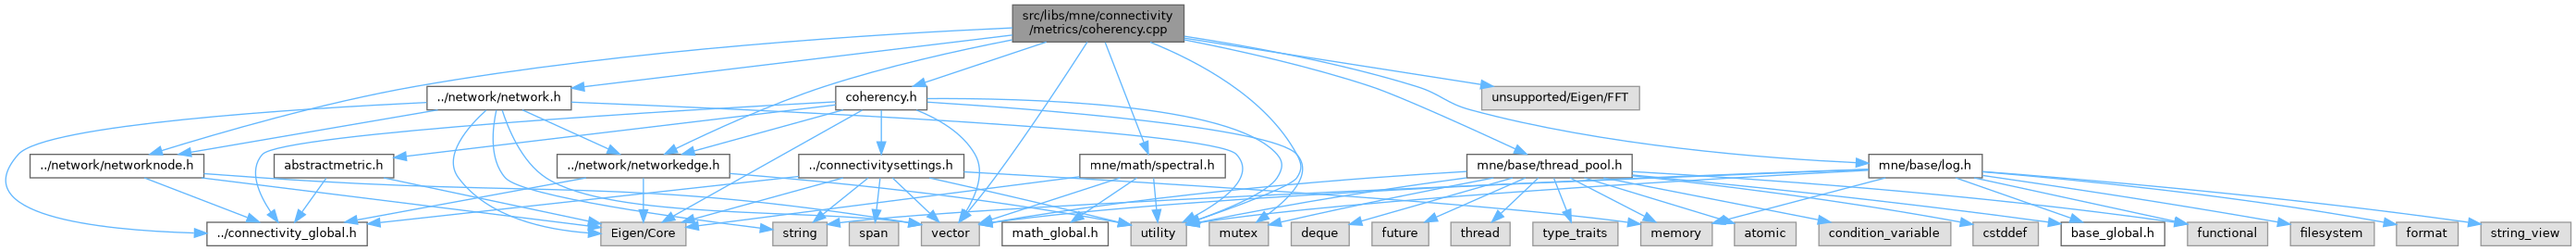 src/libs/mne/connectivity
/metrics/coherency.cpp
../network/network.h
coherency.h
unsupported/Eigen/FFT
../network/networknode.h
abstractmetric.h
../network/networkedge.h
../connectivitysettings.h
mne/math/spectral.h
mne/base/thread_pool.h
mne/base/log.h
../connectivity_global.h
Eigen/Core
string
span
vector
math_global.h
utility
mutex
deque
future
thread
type_traits
memory
atomic
condition_variable
cstddef
base_global.h
functional
filesystem
format
string_view